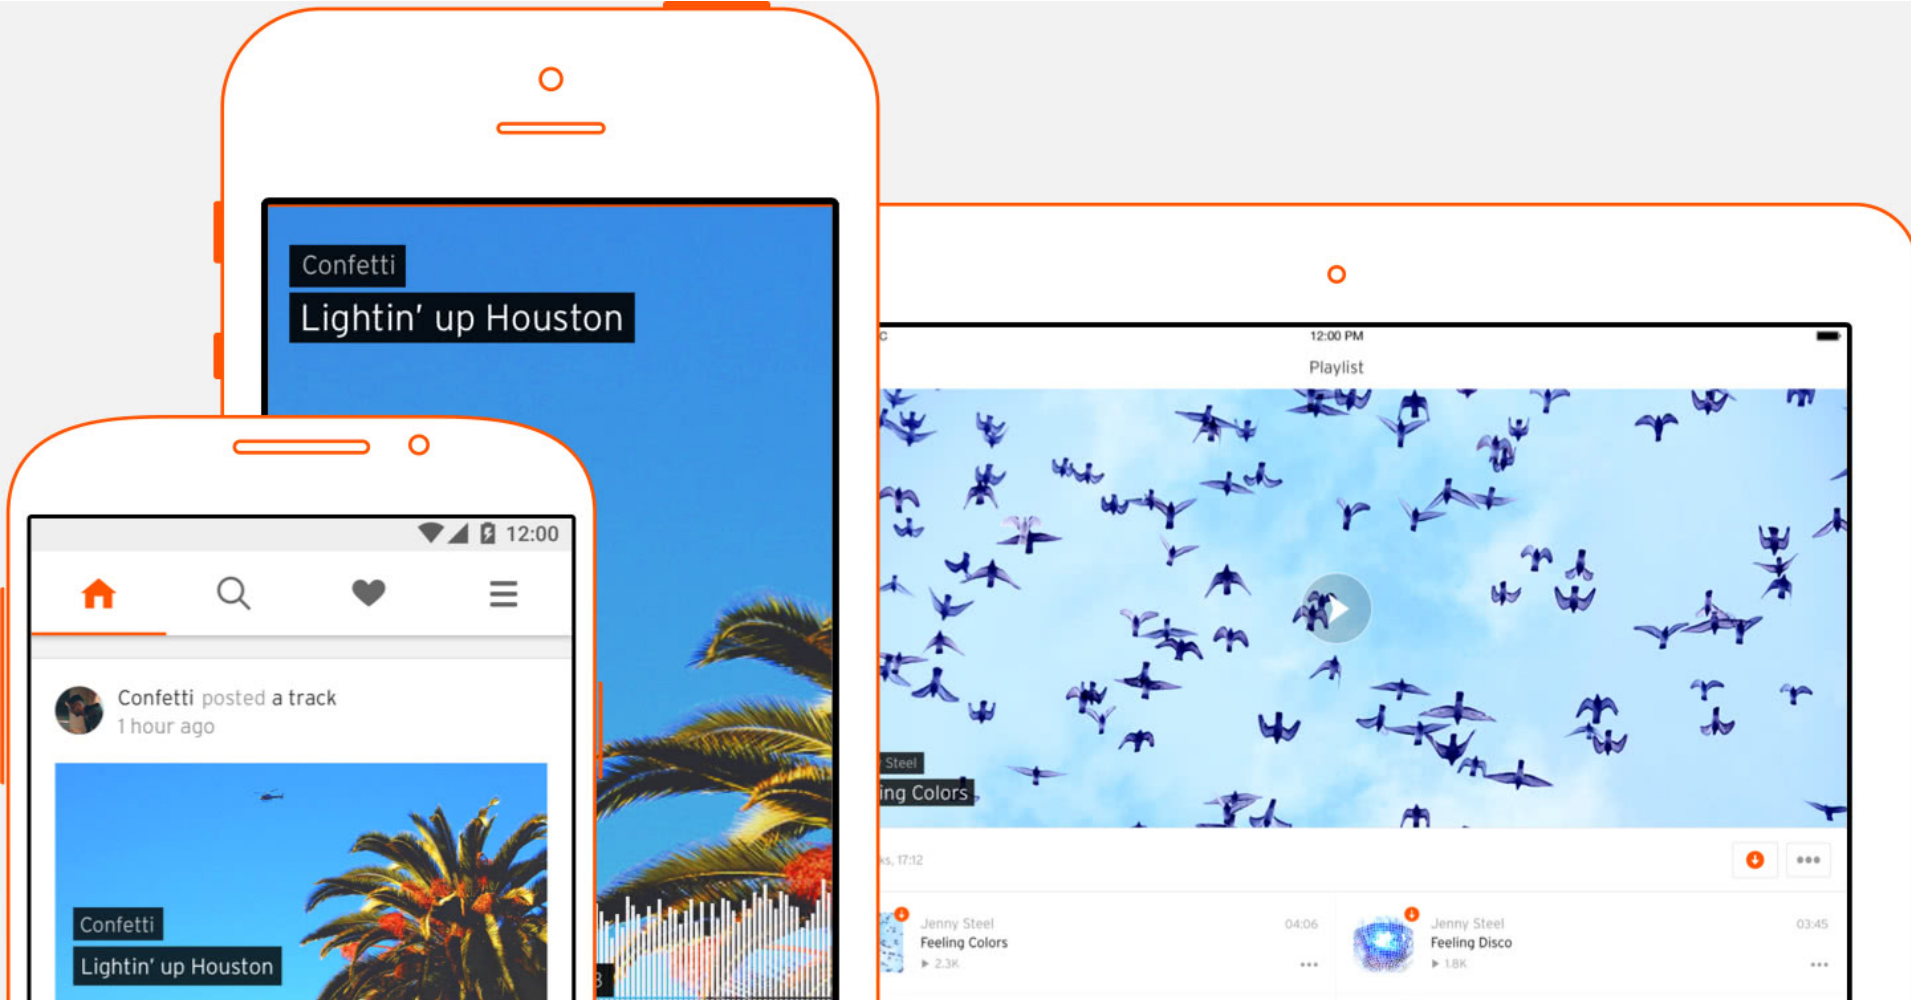 Confetti
Lightin’ up Houston
12:00
Confetti posted a track
1 hour ago
Confetti
Lightin’ up Houston
12:00 PM
Playlist
Steel
ing Colors
17:12
Jenny Steel
04:06
Feeling Colors
2.3K
Jenny Steel
03:45
Feeling Disco
1.8K